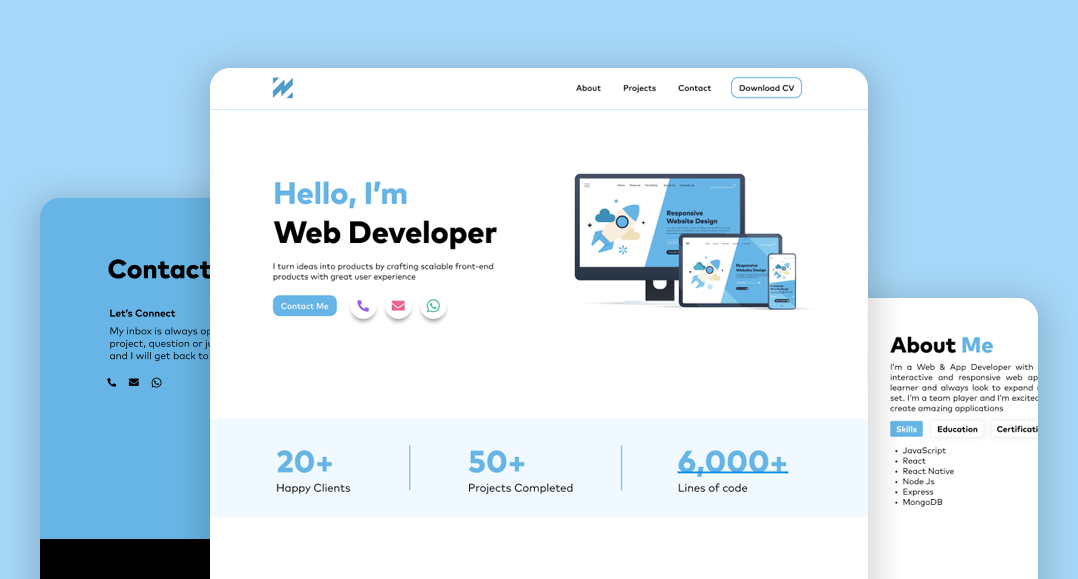 About Projects Contact Download CV
Hello, I'm
Web Developer
I turn ideas into products by crafting scalable front-end
products with great user experience
Contact Me
Responsive
Website Design
Responsive
Website Design
20+ 50+ 6,000+
Happy Clients Projects Completed Lines of code
Contact
Let's Connect
My inbox is always op
project, question or ju
and I will get back to
About Me
I'm a Web & App Developer with
interactive and responsive web ap
learner and always look to expand
set. I'm a team player and I'm excited
create amazing applications
Skills Education Certificati
• JavaScript
• React
• React Native
• Node Js
• Express
• MongoDB